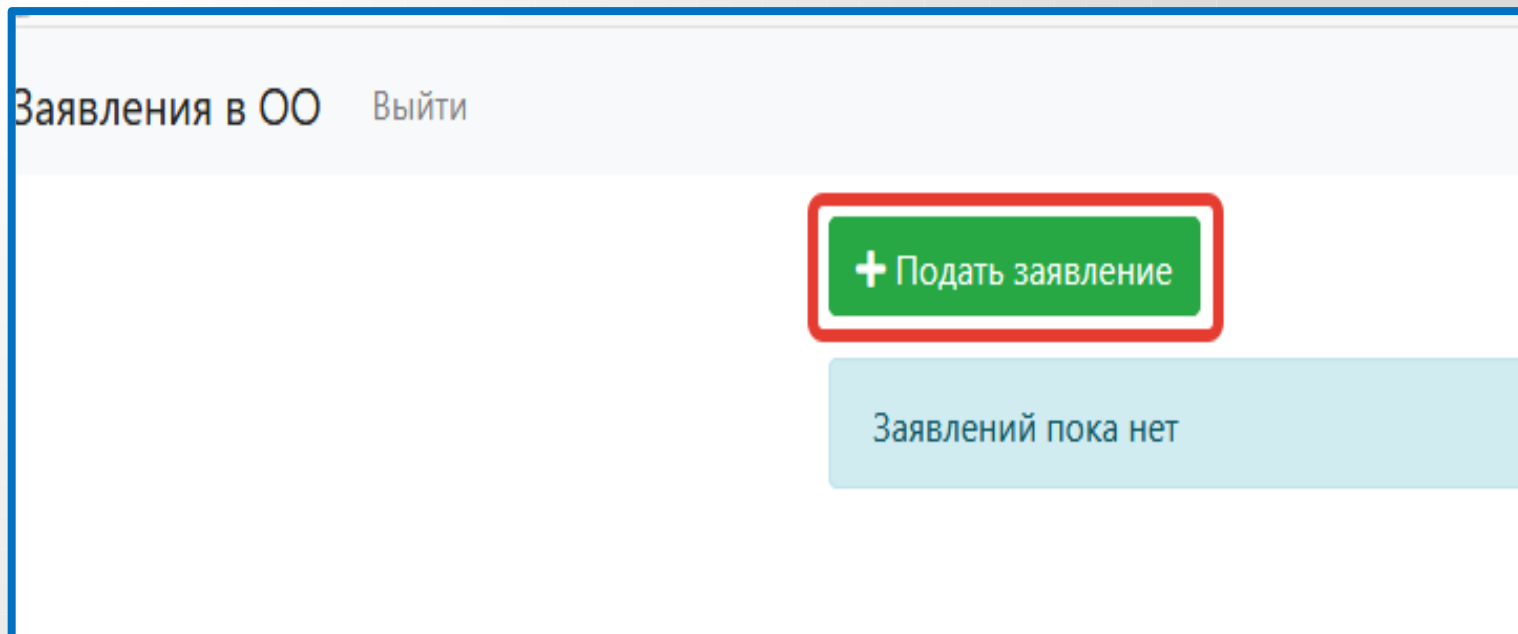 Заявления в ОО Выйти
+ Подать заявление
Заявлений пока нет